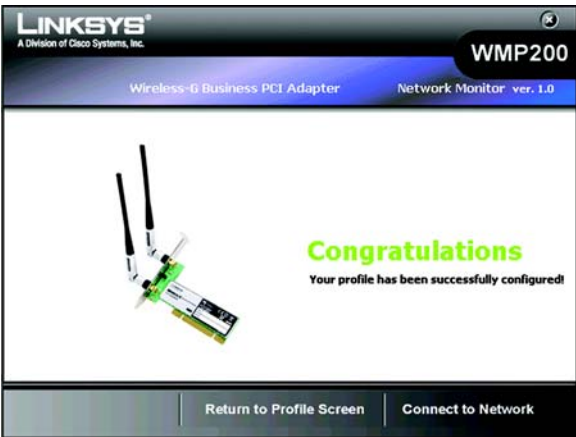 LINKSYS®
A Division of Cisco Systems, Inc.
WMP200
Wireless-G Business PCI Adapter
Network Monitor ver. 1.0
Congratulations
Your profile has been successfully configured!
Return to Profile Screen
Connect to Network